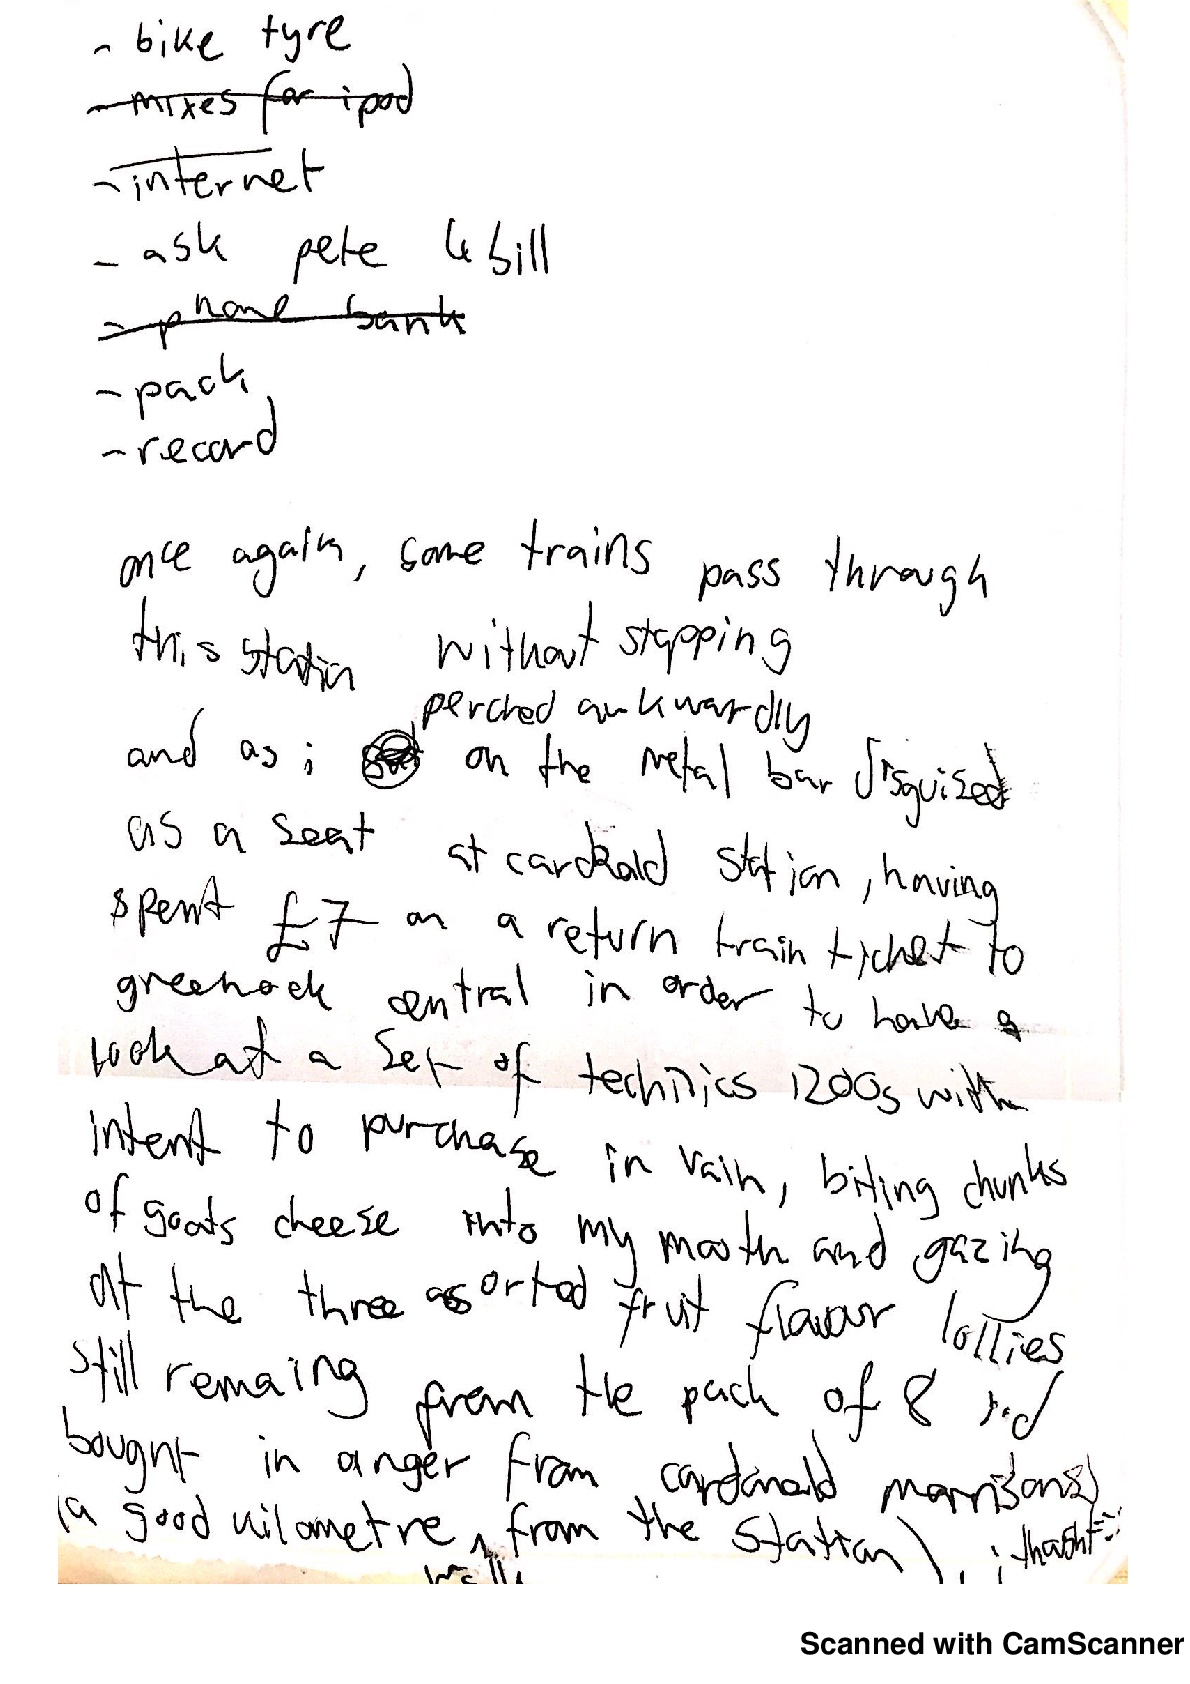 - bike tyre
- mixes for ipod
- internet
- ask pete & bill
- phone bank
- pack
- record
once again, some trains pass through
this station without stopping
perched awkwardly
and as i on the metal bar disguised
as a seat at cardonald station, having
spent £7 on a return train ticket to
greenock central in order to have a
look at a set of technics 1200s with
intent to purchase in vain, biting chunks
of goats cheese into my mouth and gazing
at the three assorted fruit flavour lollies
still remaing from the pack of 8 i'd
bought in anger from cardonald morrisons
(a good kilometre from the station), i thought
walk
Scanned with CamScanner